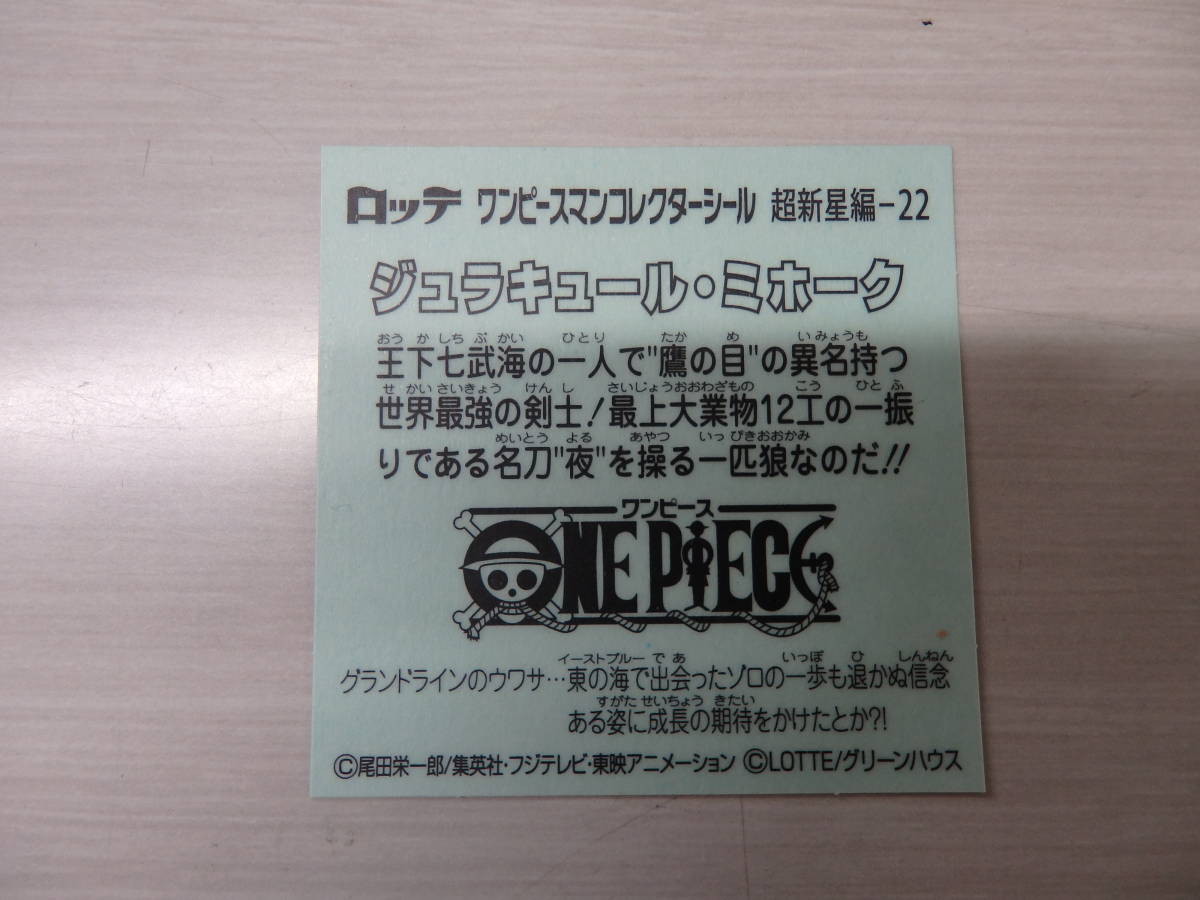 ロッテ ワンピースマンコレクターシール 超新星編-22
ジュラキュール・ミホーク
おう か しち ぶ かい ひとり たか め いみょうも
王下七武海の一人で"鷹の目"の異名持つ
せ かいさいきょう けん し さいじょうおおわざもの こう ひと ふ
世界最強の剣士!最上大業物12工の一振
めいとう よる あやつ いっ ぴきおおかみ
りである名刀"夜"を操る一匹狼なのだ!!
ワンピース
ONE PIECE
イーストブルー で あ いっぽ ひ しんねん
グランドラインのウワサ…東の海で出会ったゾロの一歩も退かぬ信念
すがた せいちょう きたい
ある姿に成長の期待をかけたとか?!
©尾田栄一郎/集英社・フジテレビ・東映アニメーション ©LOTTE/グリーンハウス